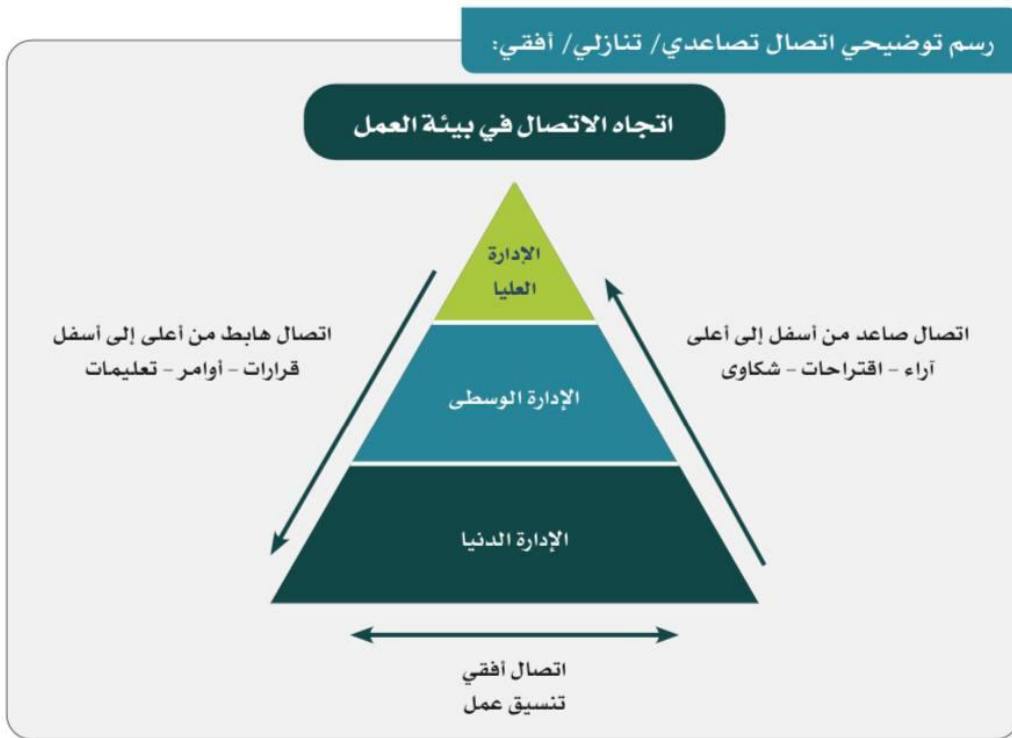 رسم توضيحي اتصال تصاعدي/ تنازلي/ أفقي:
اتجاه الاتصال في بيئة العمل
الإدارة
العليا
اتصال صاعد من أسفل إلى أعلى
آراء - اقتراحات - شكاوى
اتصال هابط من أعلى إلى أسفل
قرارات - أوامر - تعليمات
الإدارة الوسطى
الإدارة الدنيا
اتصال أفقي
تنسيق عمل